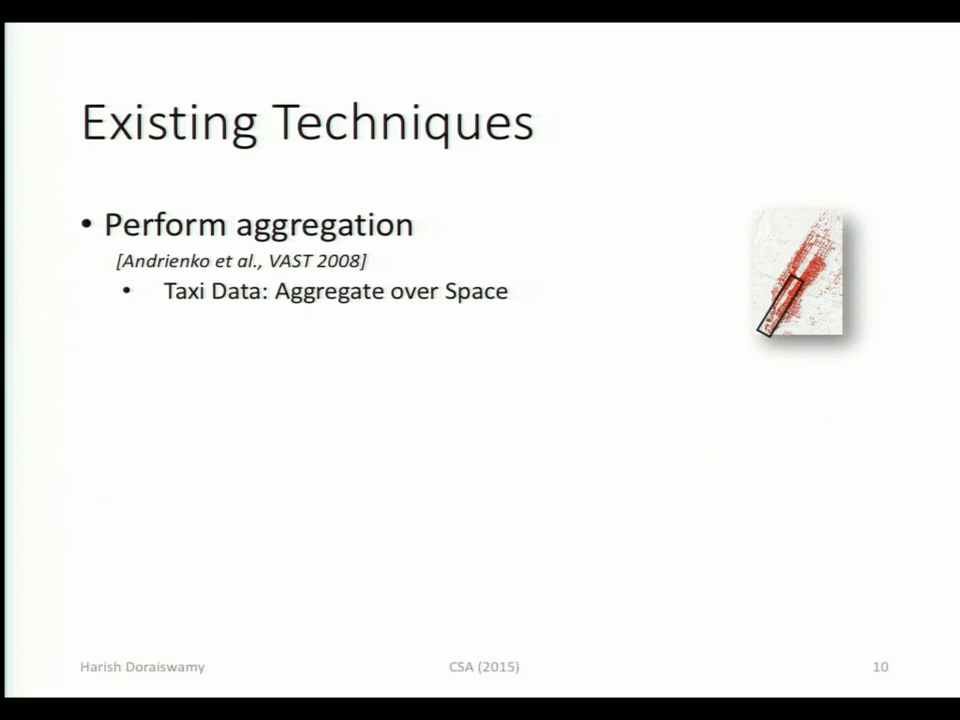 Existing Techniques
• Perform aggregation
[Andrienko et al., VAST 2008]
• Taxi Data: Aggregate over Space
Harish Doraiswamy
CSA (2015)
10